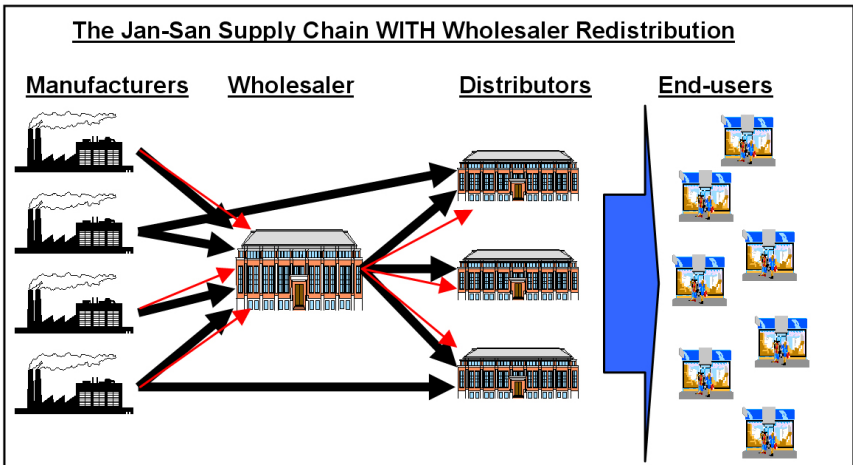 The Jan-San Supply Chain WITH Wholesaler Redistribution
Manufacturers Wholesaler Distributors End-users